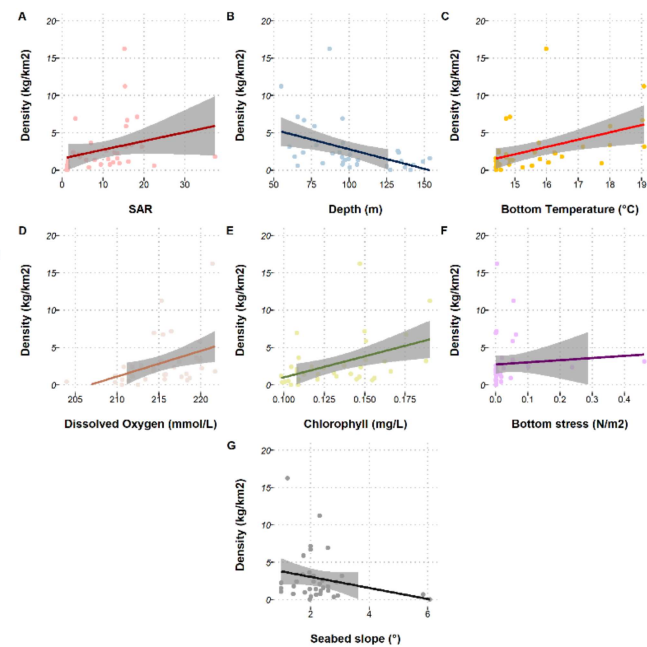 A B C
20 20 20
15 15 15
10 10 10
5 5 5
0 0 0
Density (kg/km2) Density (kg/km2) Density (kg/km2)
0 10 20 30 50 75 100 125 150 15 16 17 18 19
SAR Depth (m) Bottom Temperature (°C)
D E F
20 20 20
15 15 15
10 10 10
5 5 5
0 0 0
Density (kg/km2) Density (kg/km2) Density (kg/km2)
205 210 215 220 0.100 0.125 0.150 0.175 0.0 0.1 0.2 0.3 0.4
Dissolved Oxygen (mmol/L) Chlorophyll (mg/L) Bottom stress (N/m2)
G
20
15
10
5
0
Density (kg/km2)
2 4 6
Seabed slope (°)